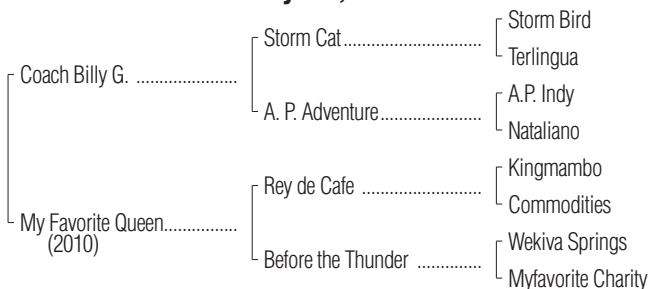 Storm Bird
Storm Cat
Terlingua
Coach Billy G.
A.P. Indy
A. P. Adventure
Nataliano
Kingmambo
Rey de Cafe
Commodities
My Favorite Queen
(2010)
Wekiva Springs
Before the Thunder
Myfavorite Charity